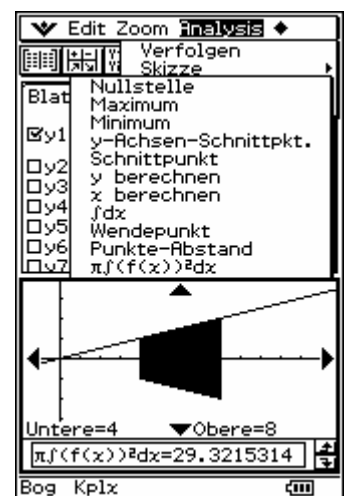 Edit Zoom Analysis ◆
Verfolgen
Skizze
Blat
Nullstelle
Maximum
Minimum
y-Achsen-Schnittpkt.
Schnittpunkt
y berechnen
x berechnen
∫dx
Wendepunkt
Punkte-Abstand
π∫(f(x))²dx
y1
y2
y3
y4
y5
y6
y7
Untere=4 Obere=8
π∫(f(x))²dx=29.3215314
Bog Kplx